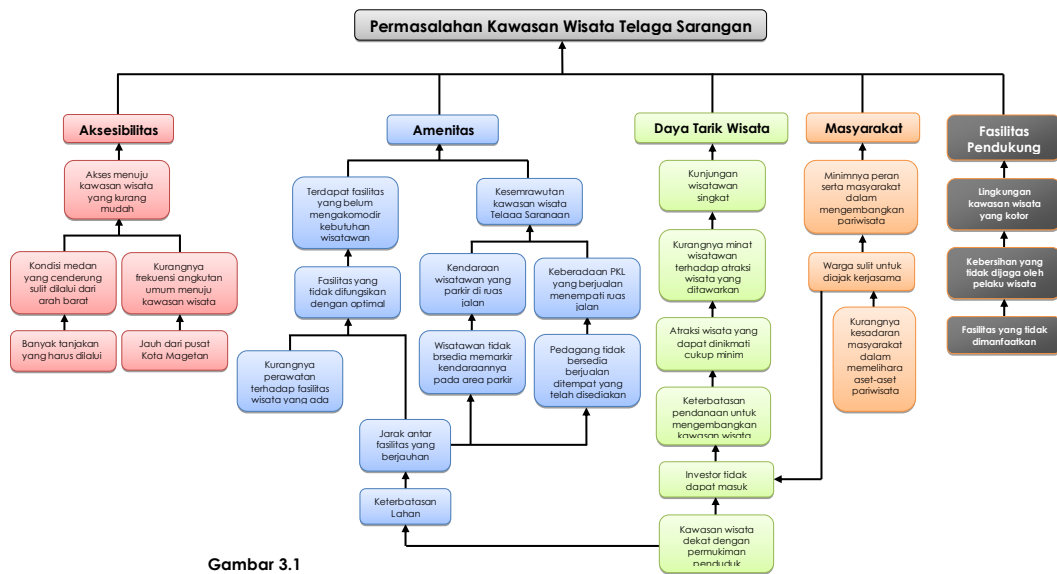 Permasalahan Kawasan Wisata Telaga Sarangan
Aksesibilitas
Amenitas
Daya Tarik Wisata
Masyarakat
Fasilitas
Pendukung
Akses menuju
kawasan wisata
yang kurang
mudah
Kondisi medan
yang cenderung
sulit dilalui dari
arah barat
Kurangnya
frekuensi angkutan
umum menuju
kawasan wisata
Banyak tanjakan
yang harus dilalui
Jauh dari pusat
Kota Magetan
Terdapat fasilitas
yang belum
mengakomodir
kebutuhan
wisatawan
Kesemrawutan
kawasan wisata
Telaga Sarangan
Fasilitas yang
tidak difungsikan
dengan optimal
Kendaraan
wisatawan yang
parkir di ruas
jalan
Keberadaan PKL
yang berjualan
menempati ruas
jalan
Kurangnya
perawatan
terhadap fasilitas
wisata yang ada
Wisatawan tidak
brsedia memarkir
kendaraannya
pada area parkir
Pedagang tidak
bersedia
berjualan
ditempat yang
telah disediakan
Jarak antar
fasilitas yang
berjauhan
Keterbatasan
Lahan
Kunjungan
wisatawan
singkat
Kurangnya minat
wisatawan
terhadap atraksi
wisata yang
ditawarkan
Atraksi wisata yang
dapat dinikmati
cukup minim
Keterbatasan
pendanaan untuk
mengembangkan
kawasan wisata
Investor tidak
dapat masuk
Kawasan wisata
dekat dengan
permukiman
penduduk
Minimnya peran
serta masyarakat
dalam
mengembangkan
pariwisata
Warga sulit untuk
diajak kerjasama
Kurangnya
kesadaran
masyarakat
dalam
memelihara
aset-aset
pariwisata
Lingkungan
kawasan wisata
yang kotor
Kebersihan yang
tidak dijaga oleh
pelaku wisata
Fasilitas yang tidak
dimanfaatkan
Gambar 3.1